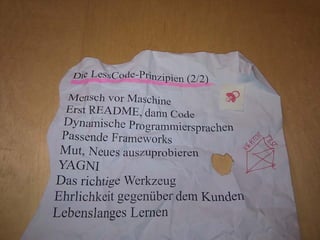 Die LessCode-Prinzipien (2/2)
Mensch vor Maschine
Erst README, dann Code
Dynamische Programmiersprachen
Passende Frameworks
Mut, Neues auszuprobieren
YAGNI
Das richtige Werkzeug
Ehrlichkeit gegenüber dem Kunden
Lebenslanges Lernen